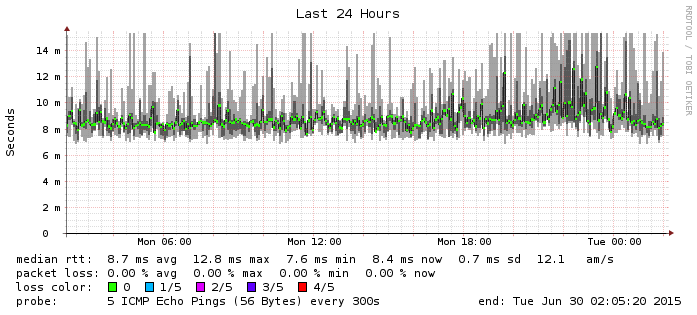 Last 24 Hours
RRDTOOL / TOBI OETIKER
Seconds
14 m
12 m
10 m
8 m
6 m
4 m
2 m
0
Mon 06:00 Mon 12:00 Mon 18:00 Tue 00:00
median rtt: 8.7 ms avg 12.8 ms max 7.6 ms min 8.4 ms now 0.7 ms sd 12.1 am/s
packet loss: 0.00 % avg 0.00 % max 0.00 % min 0.00 % now
loss color: 0 1/5 2/5 3/5 4/5
probe: 5 ICMP Echo Pings (56 Bytes) every 300s end: Tue Jun 30 02:05:20 2015